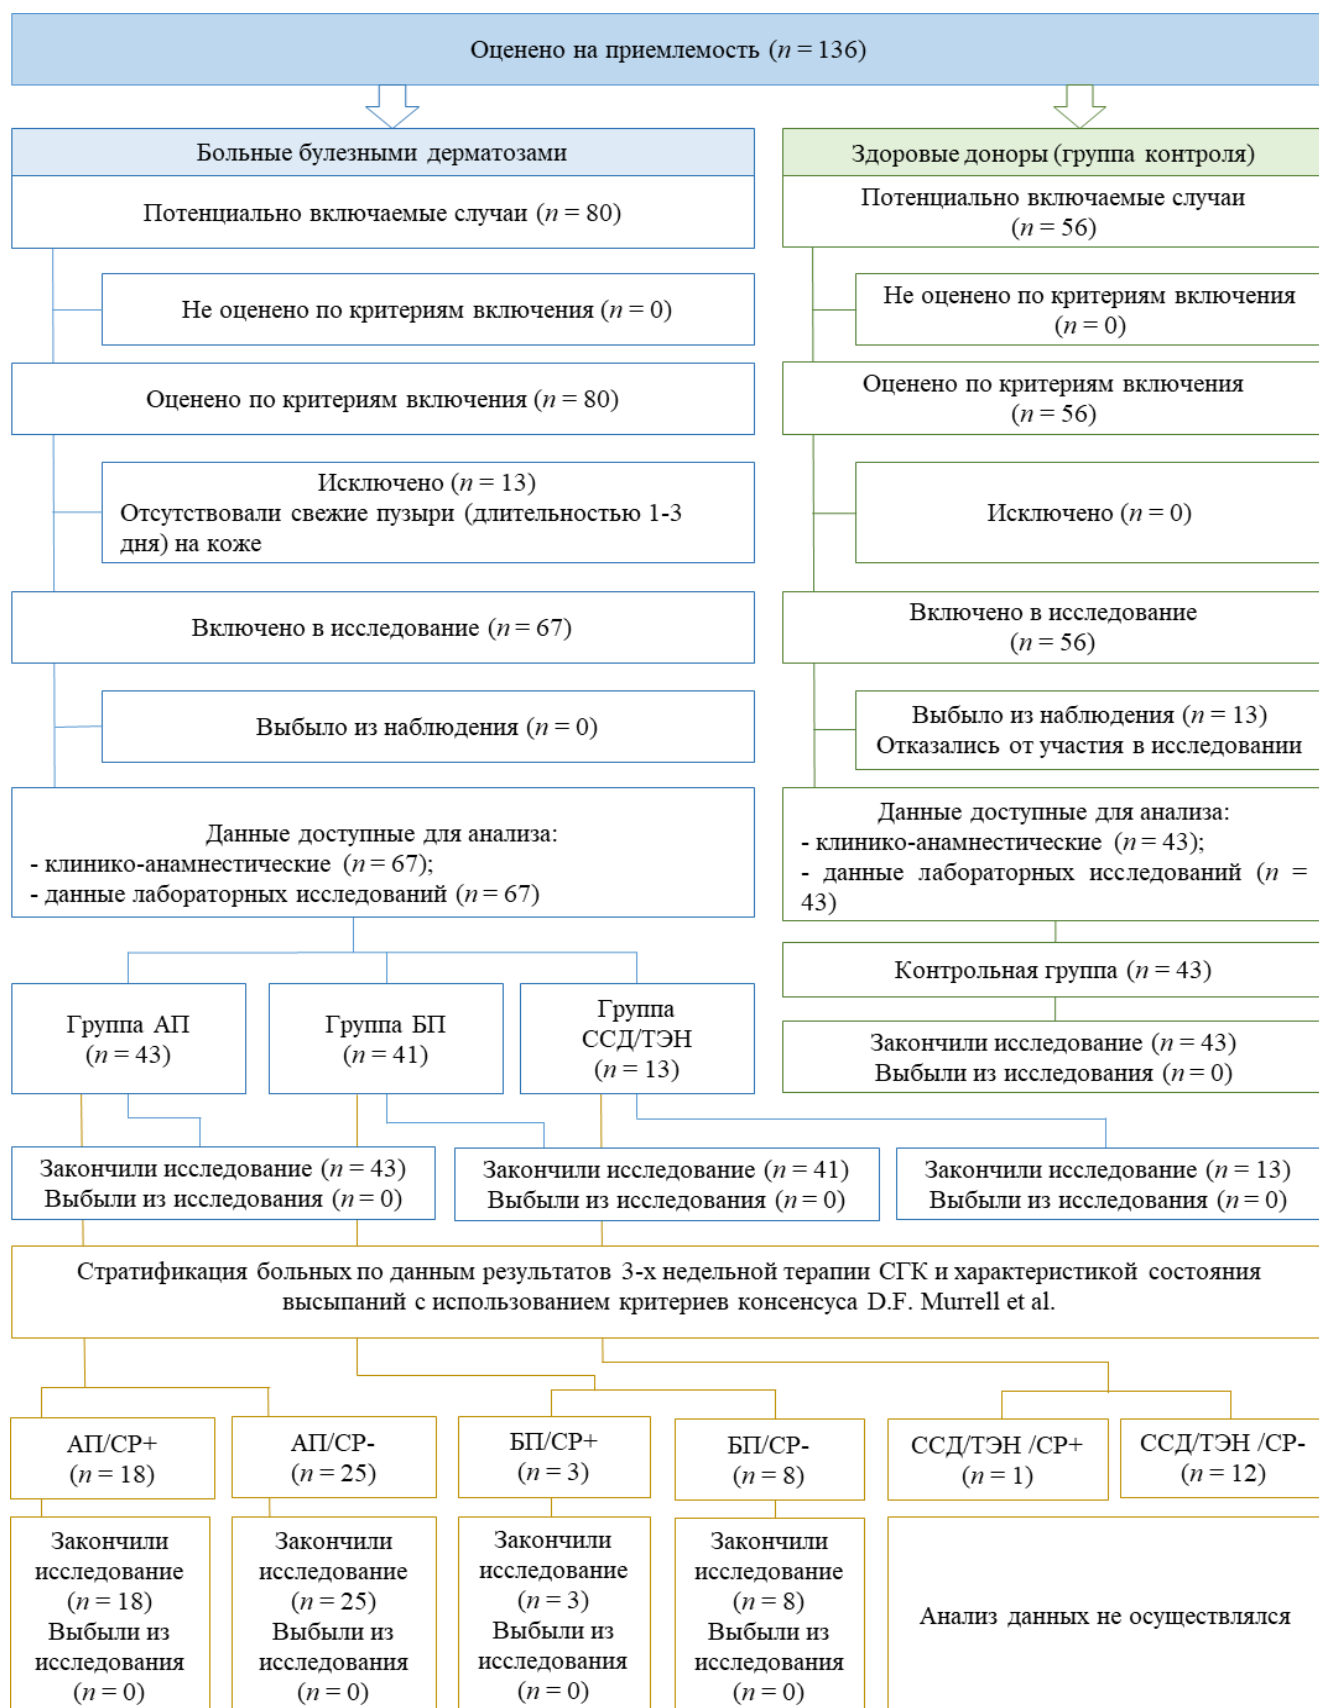 Оценено на приемлемость (n = 136)
Больные булезными дерматозами
Потенциально включаемые случаи (n = 80)
Не оценено по критериям включения (n = 0)
Оценено по критериям включения (n = 80)
Исключено (n = 13)
Отсутствовали свежие пузыри (длительностью 1-3
дня) на коже
Включено в исследование (n = 67)
Выбыло из наблюдения (n = 0)
Данные доступные для анализа:
- клинико-анамнестические (n = 67);
- данные лабораторных исследований (n = 67)
Здоровые доноры (группа контроля)
Потенциально включаемые случаи
(n = 56)
Не оценено по критериям включения
(n = 0)
Оценено по критериям включения
(n = 56)
Исключено (n = 0)
Включено в исследование
(n = 56)
Выбыло из наблюдения (n = 13)
Отказались от участия в исследовании
Данные доступные для анализа:
- клинико-анамнестические (n = 43);
- данные лабораторных исследований (n =
43)
Контрольная группа (n = 43)
Закончили исследование (n = 43)
Выбыли из исследования (n = 0)
Группа АП
(n = 43)
Группа БП
(n = 41)
Группа
ССД/ТЭН
(n = 13)
Закончили исследование (n = 43)
Выбыли из исследования (n = 0)
Закончили исследование (n = 41)
Выбыли из исследования (n = 0)
Закончили исследование (n = 13)
Выбыли из исследования (n = 0)
Стратификация больных по данным результатов 3-х недельной терапии СГК и характеристикой состояния
высыпаний с использованием критериев консенсуса D.F. Murrell et al.
АП/СР+
(n = 18)
АП/СР-
(n = 25)
БП/СР+
(n = 3)
БП/СР-
(n = 8)
ССД/ТЭН /СР+
(n = 1)
ССД/ТЭН /СР-
(n = 12)
Закончили
исследование
(n = 18)
Выбыли из
исследования
(n = 0)
Закончили
исследование
(n = 25)
Выбыли из
исследования
(n = 0)
Закончили
исследование
(n = 3)
Выбыли из
исследования
(n = 0)
Закончили
исследование
(n = 8)
Выбыли из
исследования
(n = 0)
Анализ данных не осуществлялся